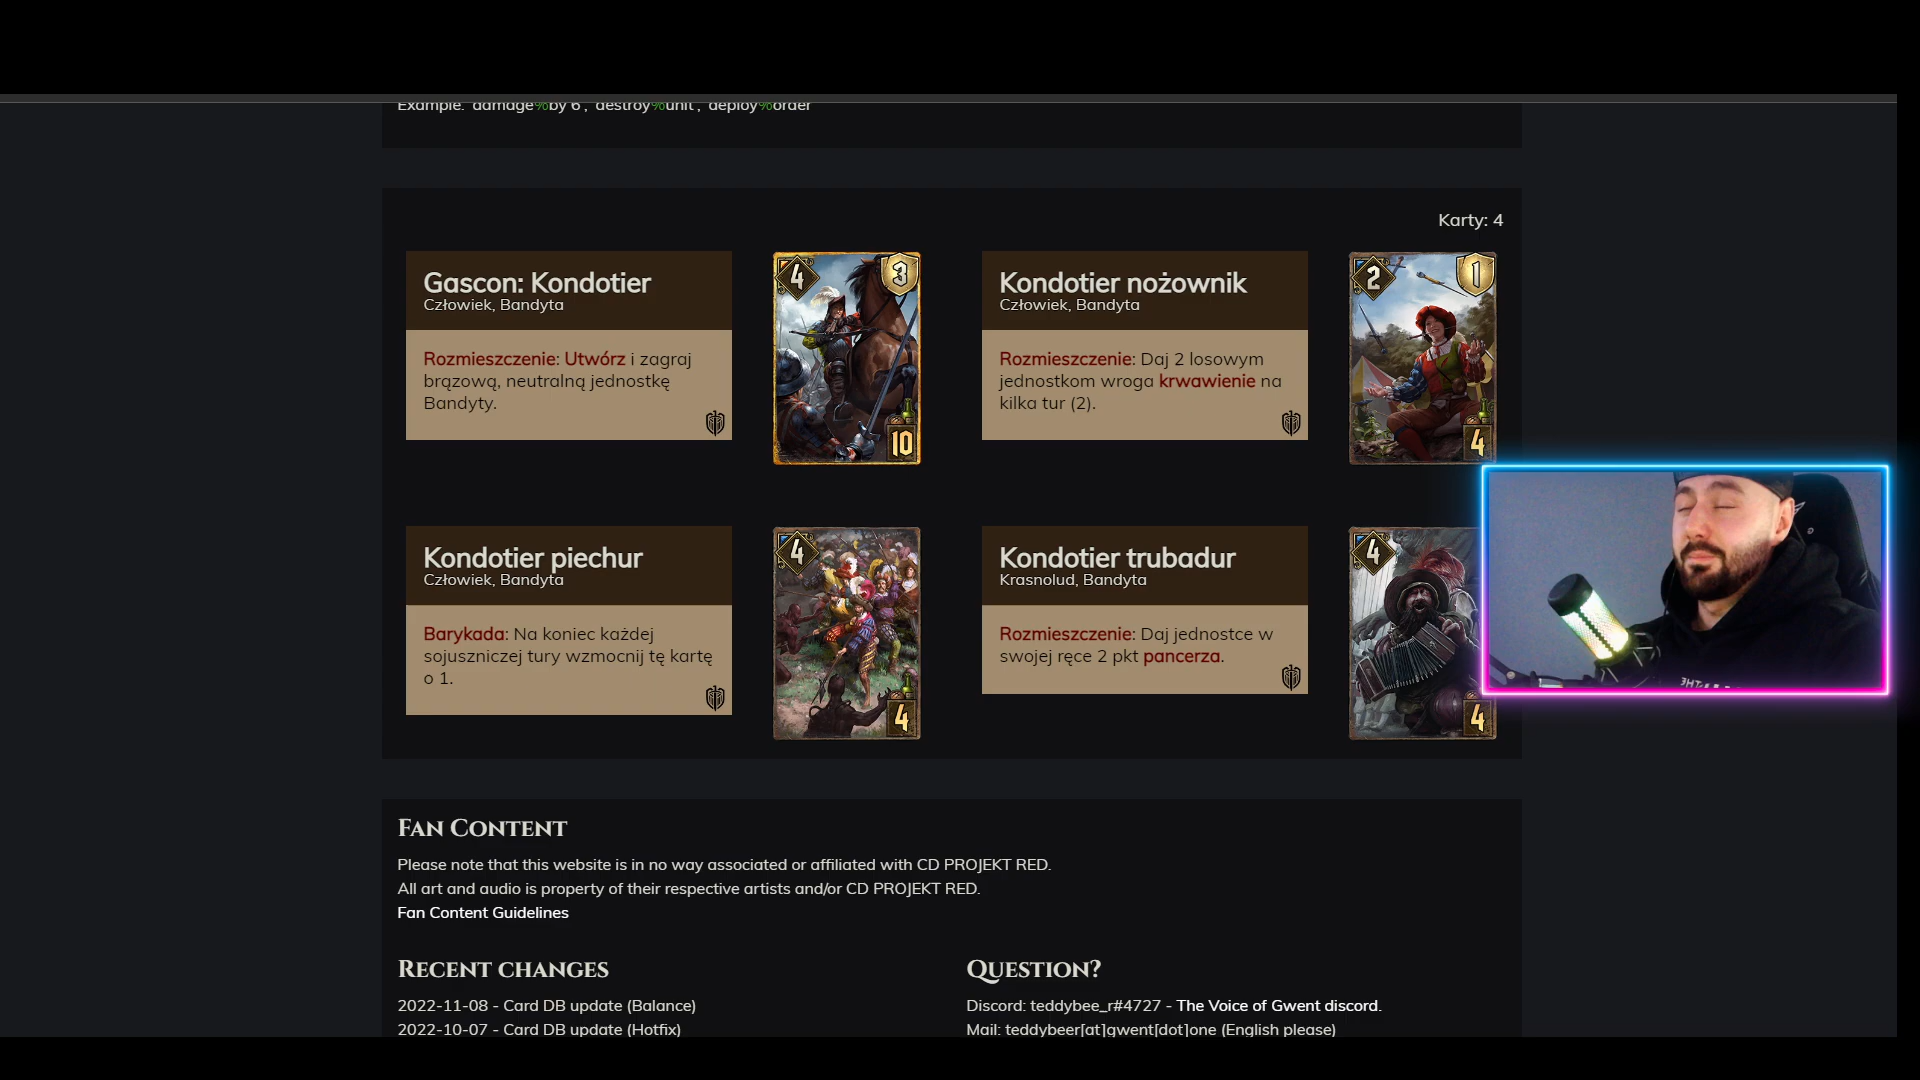 Example: 'damage%by 6', 'destroy%unit', 'deploy%order'
Karty: 4
Gascon: Kondotier
Człowiek, Bandyta
Rozmieszczenie: Utwórz i zagraj
brązową, neutralną jednostkę
Bandyty.
4
3
10
Kondotier nożownik
Człowiek, Bandyta
Rozmieszczenie: Daj 2 losowym
jednostkom wroga krwawienie na
kilka tur (2).
2
1
4
Kondotier piechur
Człowiek, Bandyta
Barykada: Na koniec każdej
sojuszniczej tury wzmocnij tę kartę
o 1.
4
4
Kondotier trubadur
Krasnolud, Bandyta
Rozmieszczenie: Daj jednostce w
swojej ręce 2 pkt pancerza.
4
4
Fan Content
Please note that this website is in no way associated or affiliated with CD PROJEKT RED.
All art and audio is property of their respective artists and/or CD PROJEKT RED.
Fan Content Guidelines
Recent changes
2022-11-08 - Card DB update (Balance)
2022-10-07 - Card DB update (Hotfix)
Question?
Discord: teddybee_r#4727 - The Voice of Gwent discord.
Mail: teddybeer[at]gwent[dot]one (English please)